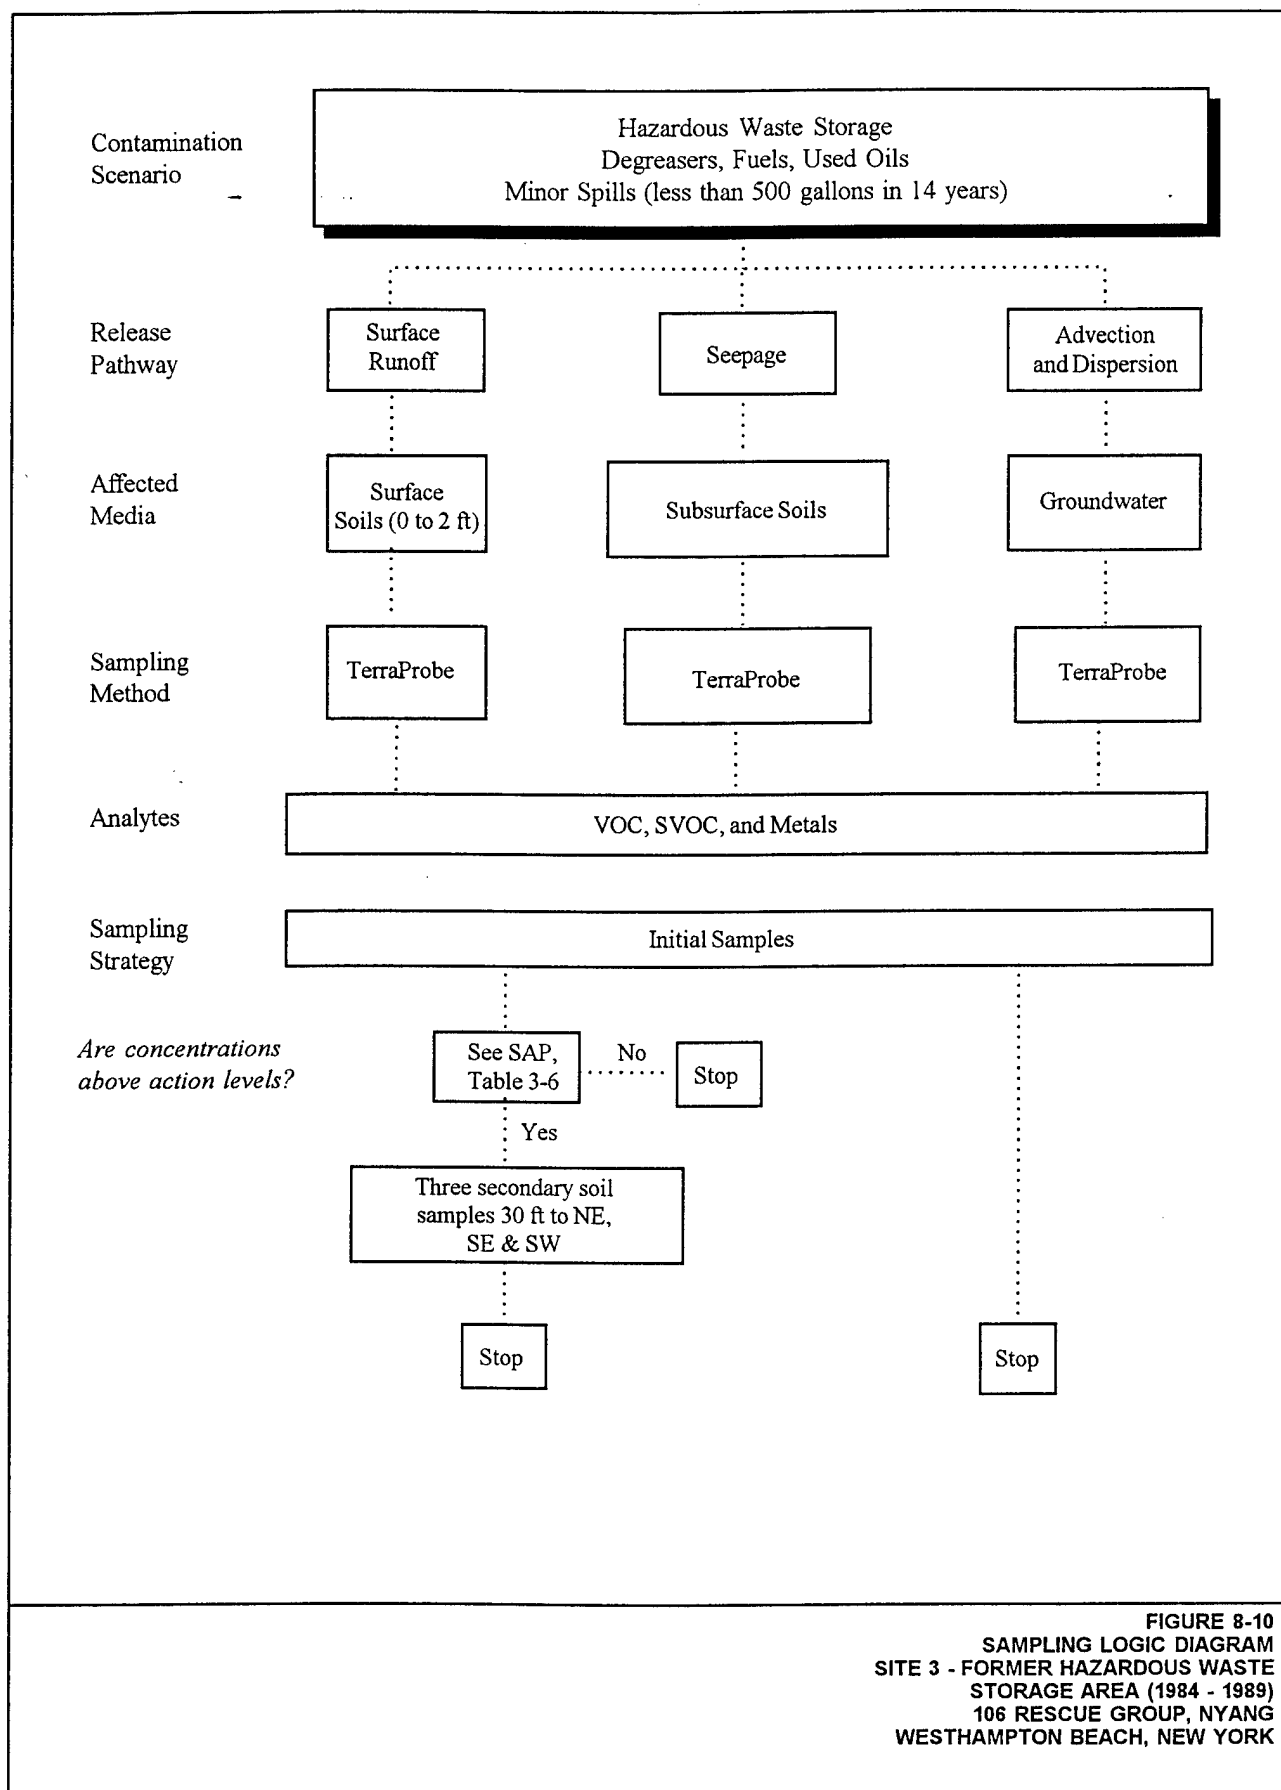 Contamination
Scenario
Hazardous Waste Storage
Degreasers, Fuels, Used Oils
Minor Spills (less than 500 gallons in 14 years)
Release
Pathway
Surface
Runoff
Seepage
Advection
and Dispersion
Affected
Media
Surface
Soils (0 to 2 ft)
Subsurface Soils
Groundwater
Sampling
Method
TerraProbe
TerraProbe
TerraProbe
Analytes
VOC, SVOC, and Metals
Sampling
Strategy
Initial Samples
Are concentrations
above action levels?
See SAP,
Table 3-6
No
Stop
Yes
Three secondary soil
samples 30 ft to NE,
SE & SW
Stop
Stop
FIGURE 8-10
SAMPLING LOGIC DIAGRAM
SITE 3 - FORMER HAZARDOUS WASTE
STORAGE AREA (1984 - 1989)
106 RESCUE GROUP, NYANG
WESTHAMPTON BEACH, NEW YORK